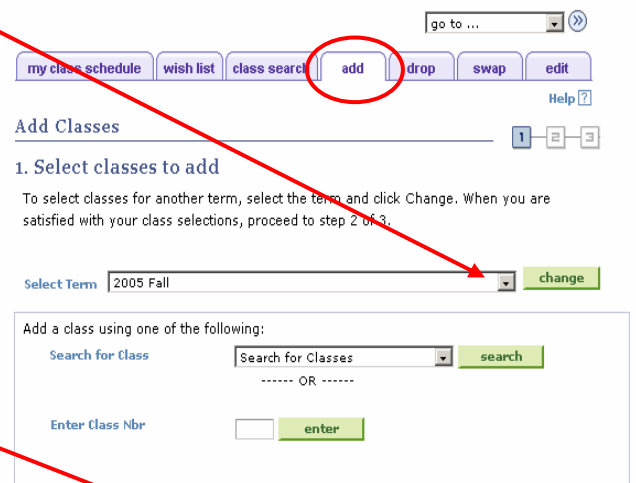 go to ...
my class schedule wish list class search add drop swap edit
Help ?
Add Classes
1 2 3
1. Select classes to add
To select classes for another term, select the term and click Change. When you are
satisfied with your class selections, proceed to step 2 of 3.
Select Term 2005 Fall change
Add a class using one of the following:
Search for Class Search for Classes search
------ OR ------
Enter Class Nbr enter